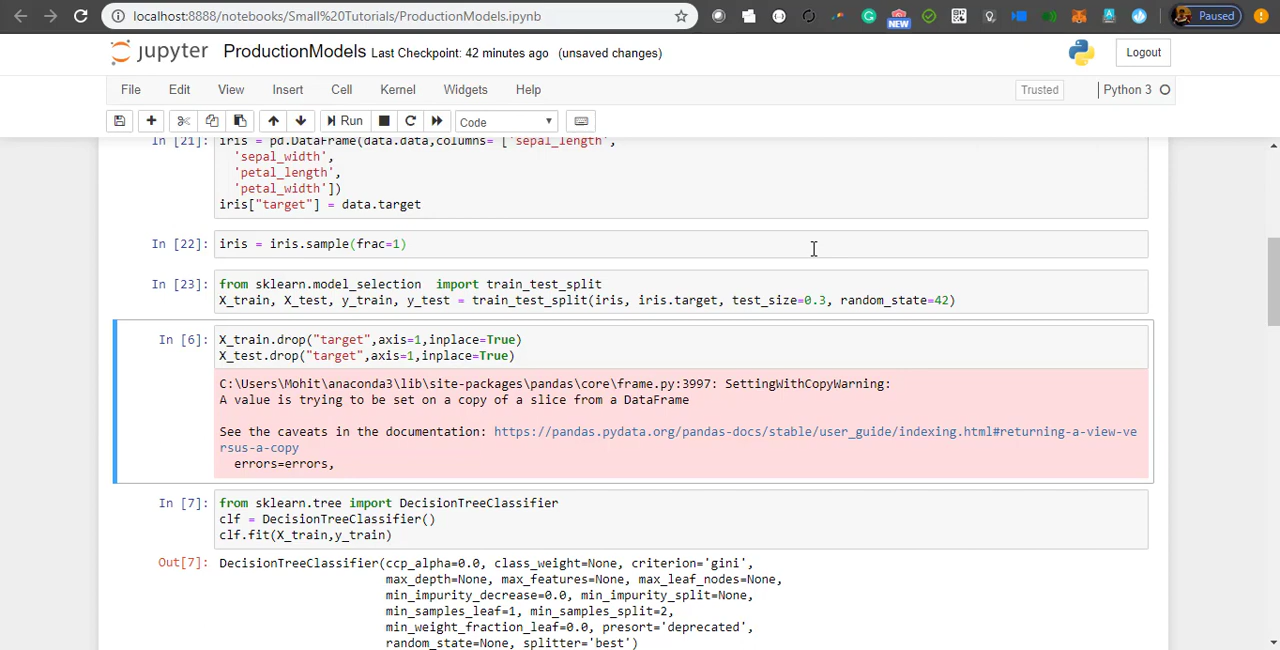 localhost:8888/notebooks/Small%20Tutorials/ProductionModels.ipynb
NEW
Paused
jupyter ProductionModels Last Checkpoint: 42 minutes ago (unsaved changes)
Logout
File Edit View Insert Cell Kernel Widgets Help Trusted Python 3
Run Code
In [21]: iris = pd.DataFrame(data.data,columns= ['sepal_length',
'sepal_width',
'petal_length',
'petal_width'])
iris["target"] = data.target
In [22]: iris = iris.sample(frac=1)
In [23]: from sklearn.model_selection  import train_test_split
X_train, X_test, y_train, y_test = train_test_split(iris, iris.target, test_size=0.3, random_state=42)
In [6]: X_train.drop("target",axis=1,inplace=True)
X_test.drop("target",axis=1,inplace=True)
C:\Users\Mohit\anaconda3\lib\site-packages\pandas\core\frame.py:3997: SettingWithCopyWarning:
A value is trying to be set on a copy of a slice from a DataFrame
See the caveats in the documentation: https://pandas.pydata.org/pandas-docs/stable/user_guide/indexing.html#returning-a-view-ve
rsus-a-copy
errors=errors,
In [7]: from sklearn.tree import DecisionTreeClassifier
clf = DecisionTreeClassifier()
clf.fit(X_train,y_train)
Out[7]: DecisionTreeClassifier(ccp_alpha=0.0, class_weight=None, criterion='gini',
max_depth=None, max_features=None, max_leaf_nodes=None,
min_impurity_decrease=0.0, min_impurity_split=None,
min_samples_leaf=1, min_samples_split=2,
min_weight_fraction_leaf=0.0, presort='deprecated',
random_state=None, splitter='best')